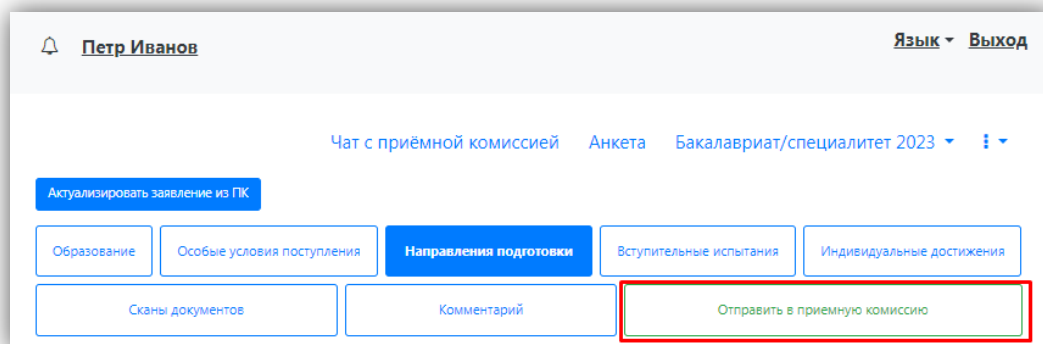 Петр Иванов
Язык Выход
Чат с приёмной комиссией Анкета Бакалавриат/специалитет 2023
Актуализировать заявление из ПК
Образование Особые условия поступления Направления подготовки Вступительные испытания Индивидуальные достижения
Сканы документов Комментарий Отправить в приемную комиссию